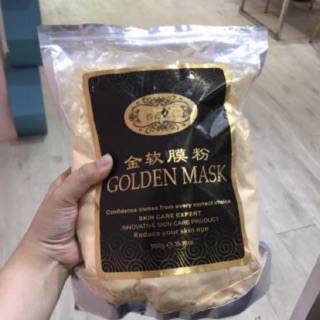 金软膜粉
GOLDEN MASK
Confidence comes from every correct choice
SKIN CARE EXPERT
INNOVATIVE SKIN-CARE PRODUCT
Reduce your skin age
1000g